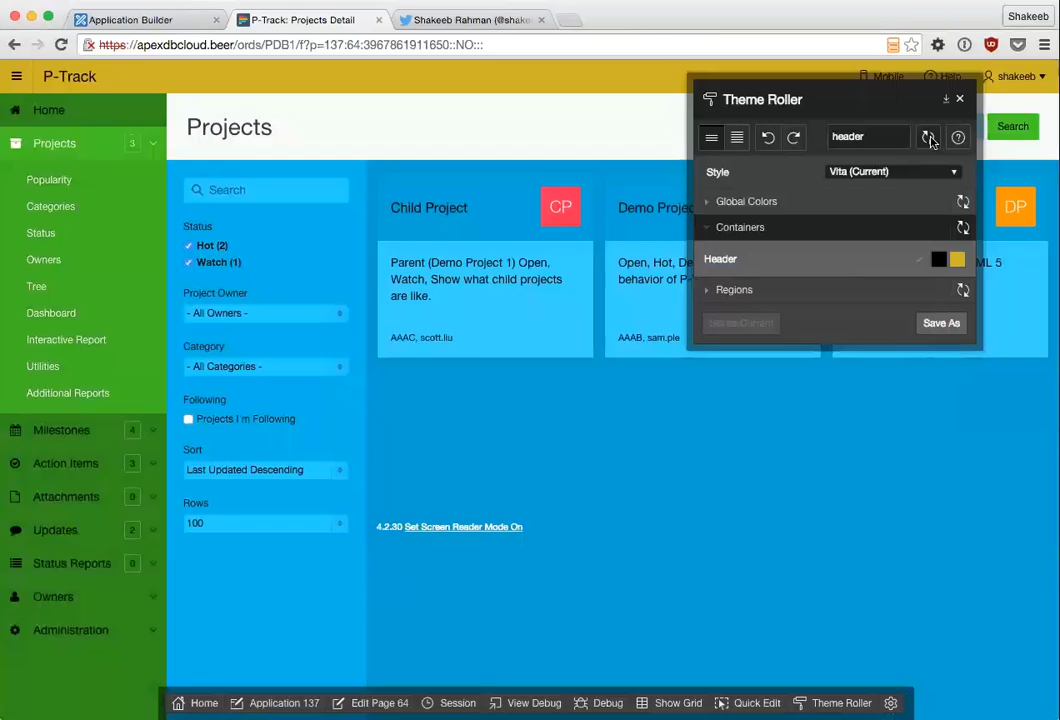 Application Builder
P-Track: Projects Detail
Shakeeb Rahman (@shake
Shakeeb
https://apexdbcloud.beer/ords/PDB1/f?p=137:64:3967861911650::NO:::
P-Track
Mobile
Help
shakeeb
Home
Projects
3
Popularity
Categories
Status
Owners
Tree
Dashboard
Interactive Report
Utilities
Additional Reports
Milestones
4
Action Items
3
Attachments
9
Updates
2
Status Reports
0
Owners
Administration
Projects
Search
Search
Status
Hot (2)
Watch (1)
Project Owner
- All Owners -
Category
- All Categories -
Following
Projects I'm Following
Sort
Last Updated Descending
Rows
100
Child Project
CP
Parent (Demo Project 1) Open,
Watch, Show what child projects
are like.
AAAC, scott.liu
Demo Projec
Open, Hot, De
behavior of P-
AAAB, sam.pie
DP
ML 5
4.2.30 Set Screen Reader Mode On
Theme Roller
header
Style
Vita (Current)
Global Colors
Containers
Header
Regions
Set as Current
Save As
Home
Application 137
Edit Page 64
Session
View Debug
Debug
Show Grid
Quick Edit
Theme Roller